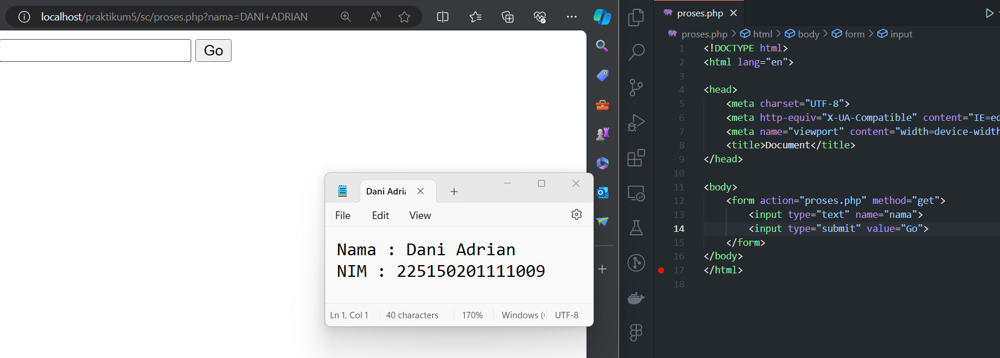 localhost/praktikum5/sc/proses.php?nama=DANI+ADRIAN
Go
Dani Adria
File Edit View
Nama : Dani Adrian
NIM : 225150201111009
Ln 1, Col 1 40 characters 170% Windows ( UTF-8
proses.php
proses.php > html > body > form > input
1 <!DOCTYPE html>
2 <html lang="en">
3
4 <head>
5 <meta charset="UTF-8">
6 <meta http-equiv="X-UA-Compatible" content="IE=ed
7 <meta name="viewport" content="width=device-width
8 <title>Document</title>
9 </head>
10
11 <body>
12 <form action="proses.php" method="get">
13 <input type="text" name="nama">
14 <input type="submit" value="Go">
15 </form>
16 </body>
17 </html>
18